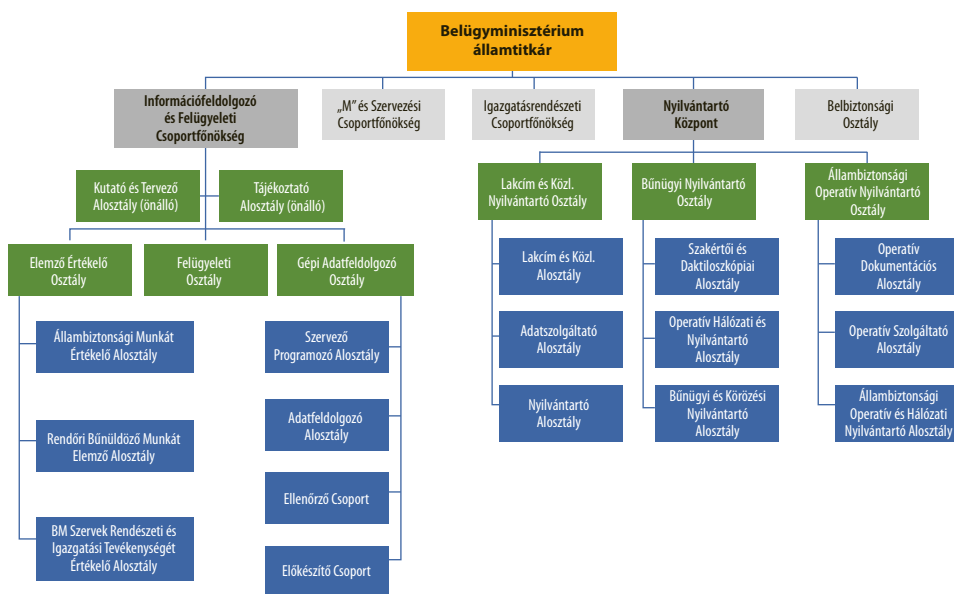 Belügyminisztérium
államtitkár
Információfeldolgozó
és Felügyeleti
Csoportfőnökség
„M” és Szervezési
Csoportfőnökség
Igazgatásrendészeti
Csoportfőnökség
Nyilvántartó
Központ
Belbiztonsági
Osztály
Kutató és Tervező
Alosztály (önálló)
Tájékoztató
Alosztály (önálló)
Lakcím és Közl.
Nyilvántartó Osztály
Bűnügyi Nyilvántartó
Osztály
Állambiztonsági
Operatív Nyilvántartó
Osztály
Elemző Értékelő
Osztály
Felügyeleti
Osztály
Gépi Adatfeldolgozó
Osztály
Lakcím és Közl.
Alosztály
Szakértői és
Daktiloszkópiai
Alosztály
Operatív
Dokumentációs
Alosztály
Állambiztonsági Munkát
Értékelő Alosztály
Szervező
Programozó Alosztály
Adatszolgáltató
Alosztály
Operatív Hálózati és
Nyilvántartó
Alosztály
Operatív Szolgáltató
Alosztály
Adatfeldolgozó
Alosztály
Nyilvántartó
Alosztály
Bűnügyi és Körözési
Nyilvántartó
Alosztály
Állambiztonsági
Operatív és Hálózati
Nyilvántartó Alosztály
Rendőri Bűnüldöző Munkát
Elemző Alosztály
Ellenőrző Csoport
BM Szervek Rendészeti és
Igazgatási Tevékenységét
Értékelő Alosztály
Előkészítő Csoport